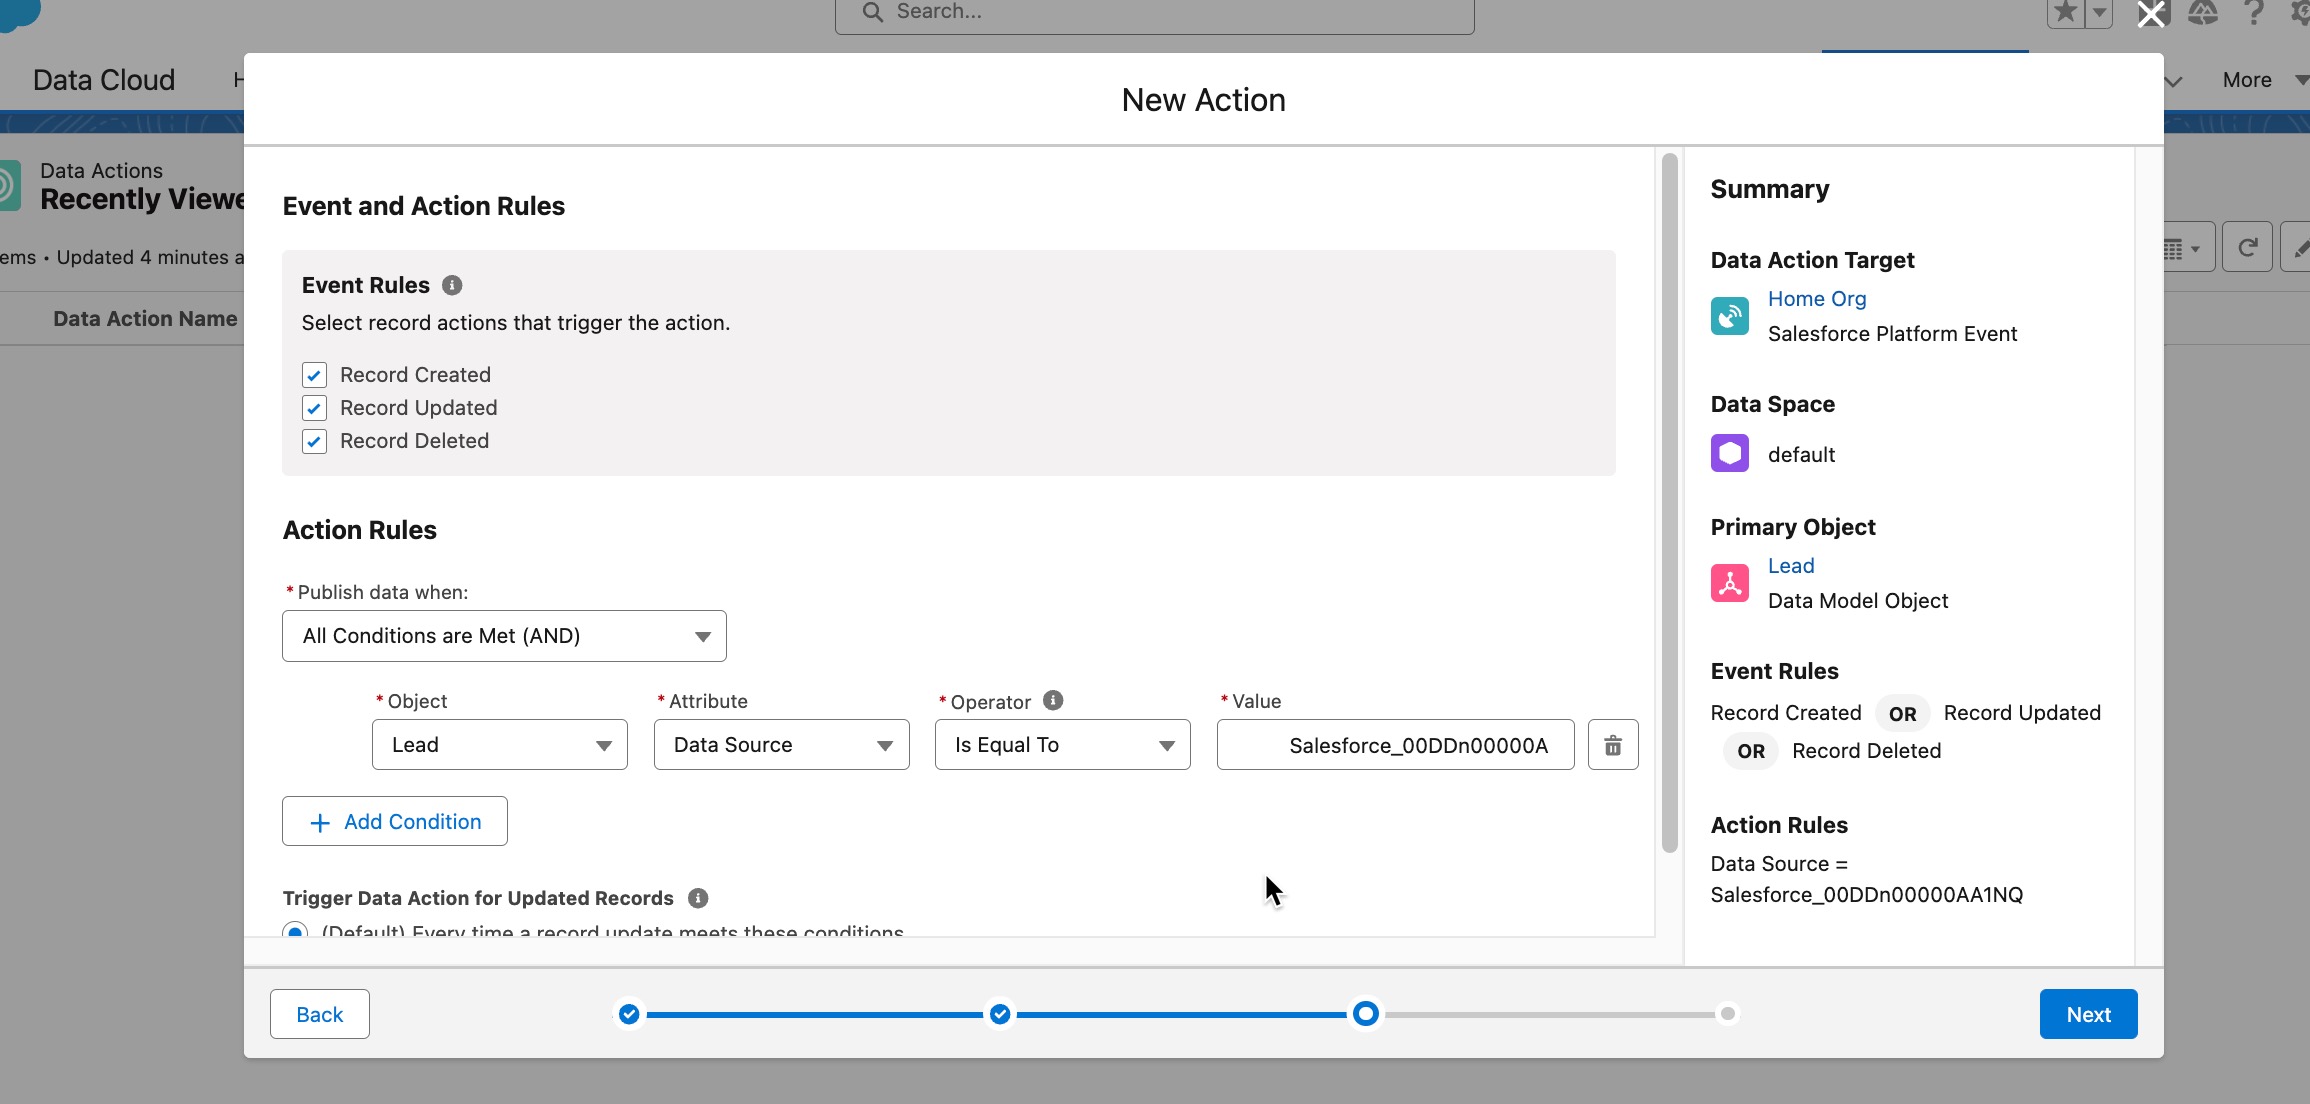 Search...
Data Cloud
H
More
New Action
Data Actions
Recently Viewe
ems • Updated 4 minutes a
Data Action Name
Event and Action Rules
Event Rules
Select record actions that trigger the action.
Record Created
Record Updated
Record Deleted
Action Rules
* Publish data when:
All Conditions are Met (AND)
* Object
* Attribute
* Operator
* Value
Lead
Data Source
Is Equal To
Salesforce_00DDn00000A
Add Condition
Trigger Data Action for Updated Records
(Default) Every time a record update meets these conditions
Summary
Data Action Target
Home Org
Salesforce Platform Event
Data Space
default
Primary Object
Lead
Data Model Object
Event Rules
Record Created OR Record Updated
OR Record Deleted
Action Rules
Data Source =
Salesforce_00DDn00000AA1NQ
Back
Next